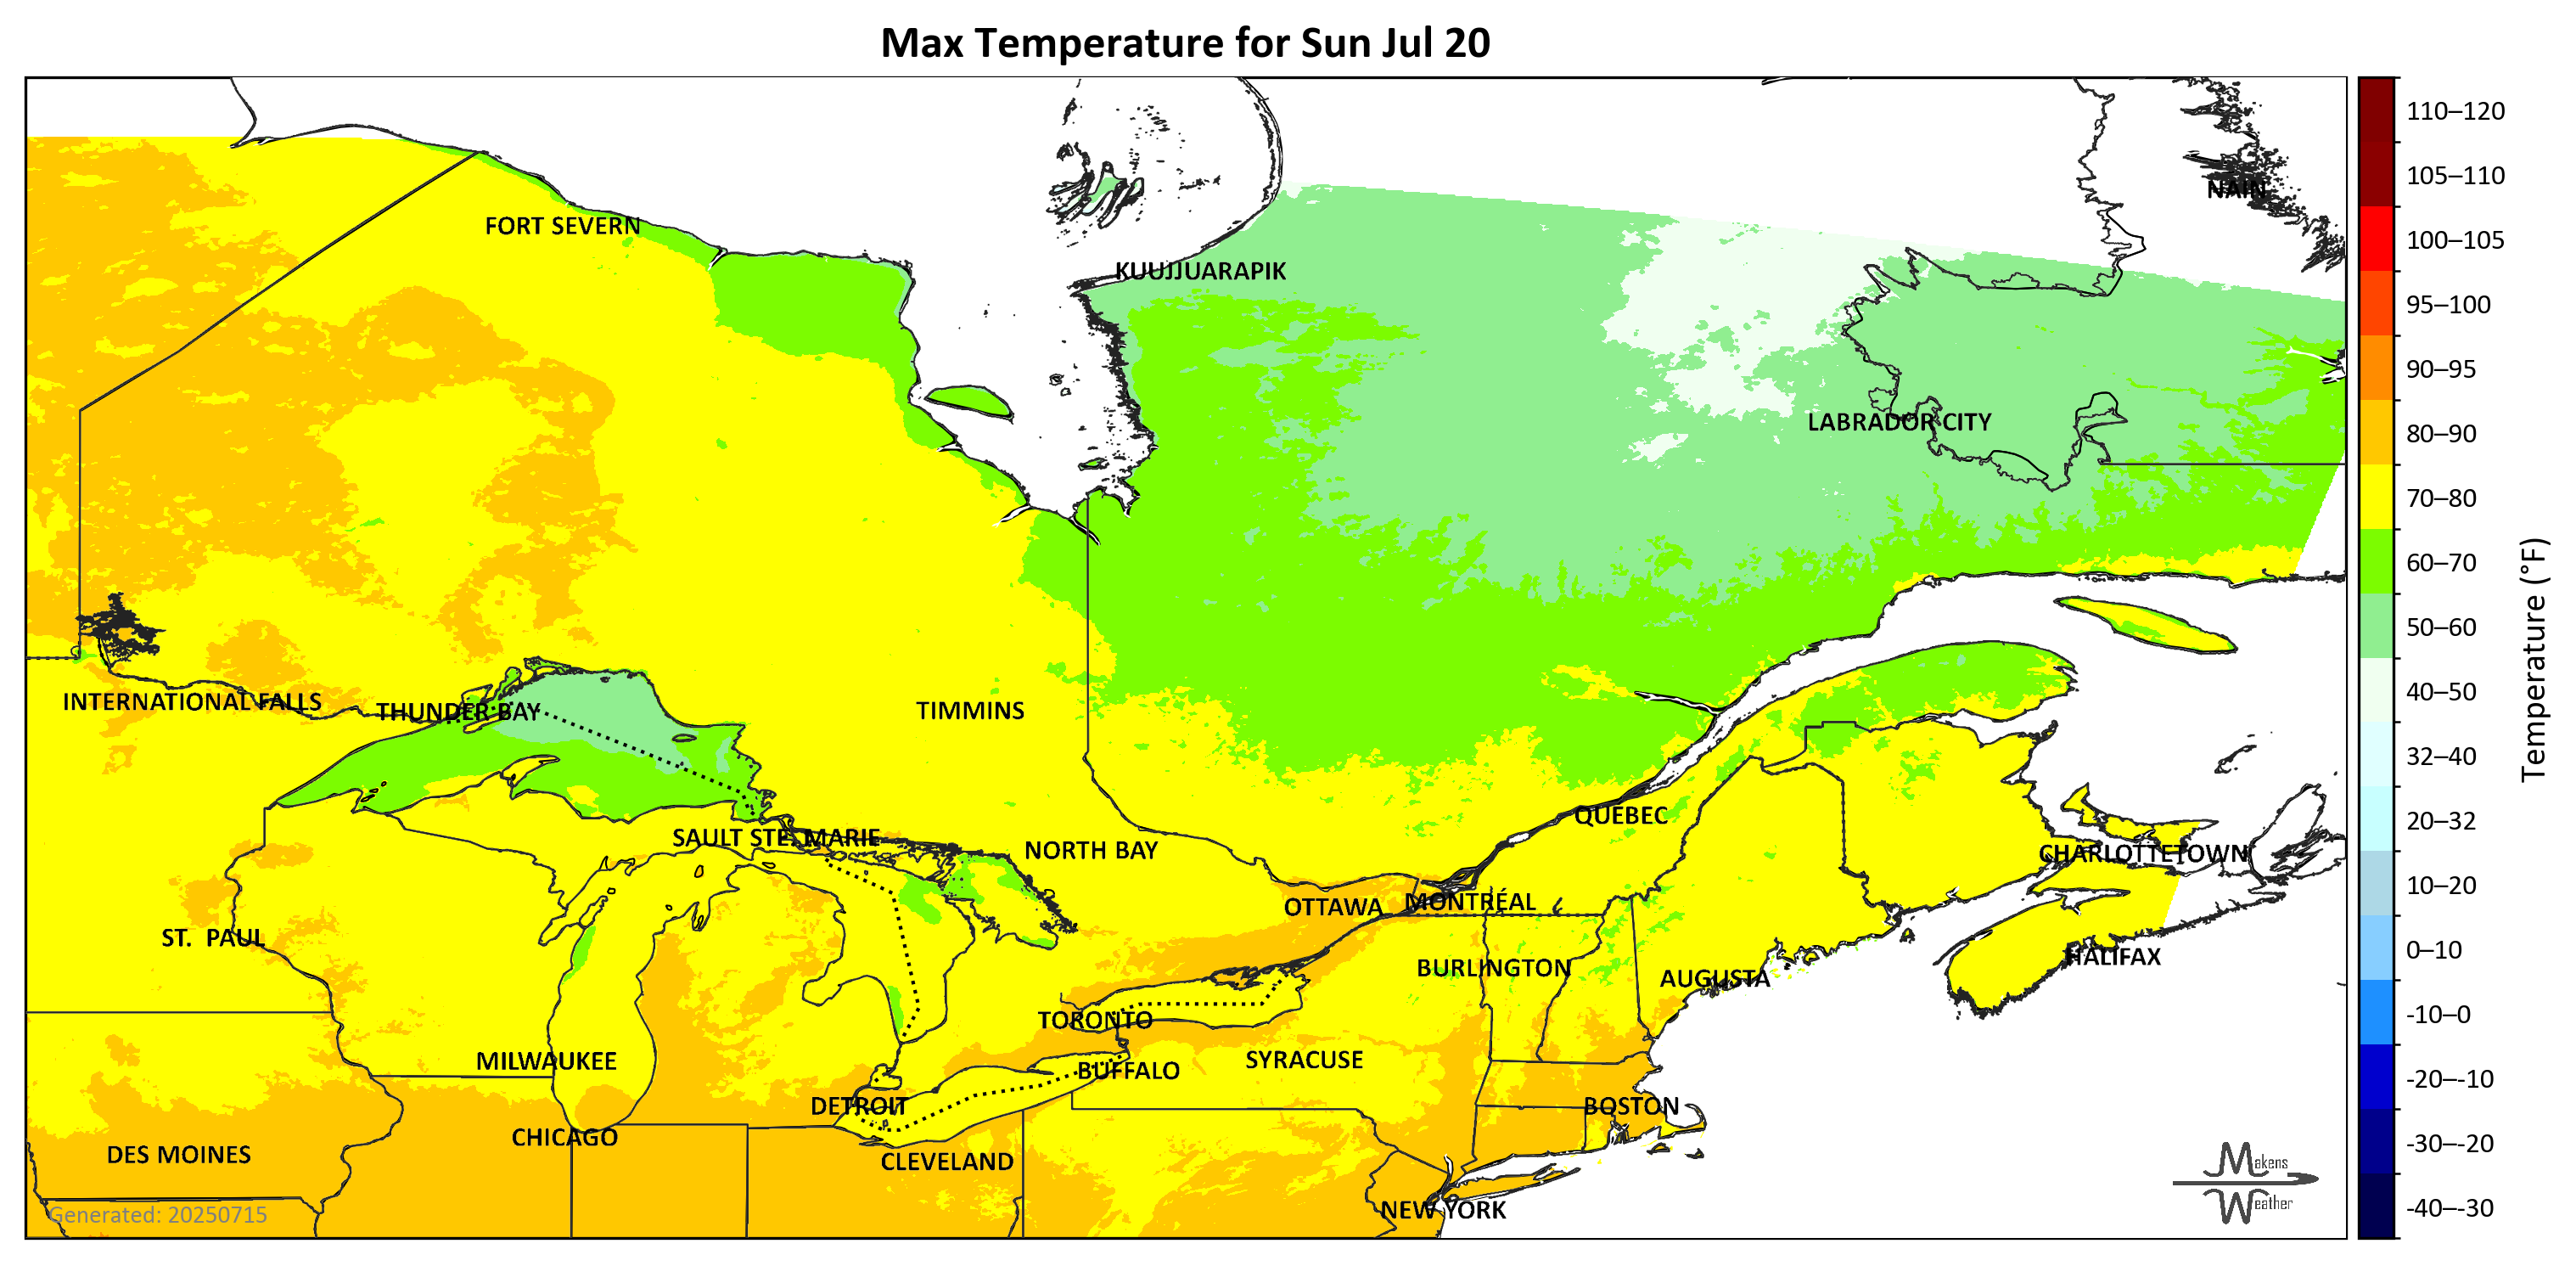 Max Temperature for Sun Jul 20
110–120
105–110
NAIN
FORT SEVERN
100–105
KUUJJUARAPIK
95–100
90–95
LABRADOR CITY
80–90
70–80
60–70
Temperature (°F)
50–60
40–50
INTERNATIONAL FALLS
THUNDER BAY
TIMMINS
32–40
QUÉBEC
20–32
SAULT STE. MARIE
NORTH BAY
CHARLOTTETOWN
10–20
OTTAWA
MONTRÉAL
ST. PAUL
0–10
HALIFAX
BURLINGTON
AUGUSTA
-10–0
TORONTO
MILWAUKEE
SYRACUSE
BUFFALO
-20–-10
DETROIT
BOSTON
CHICAGO
-30–-20
DES MOINES
CLEVELAND
Makens
Weather
NEW YORK
-40–-30
Generated: 20250715